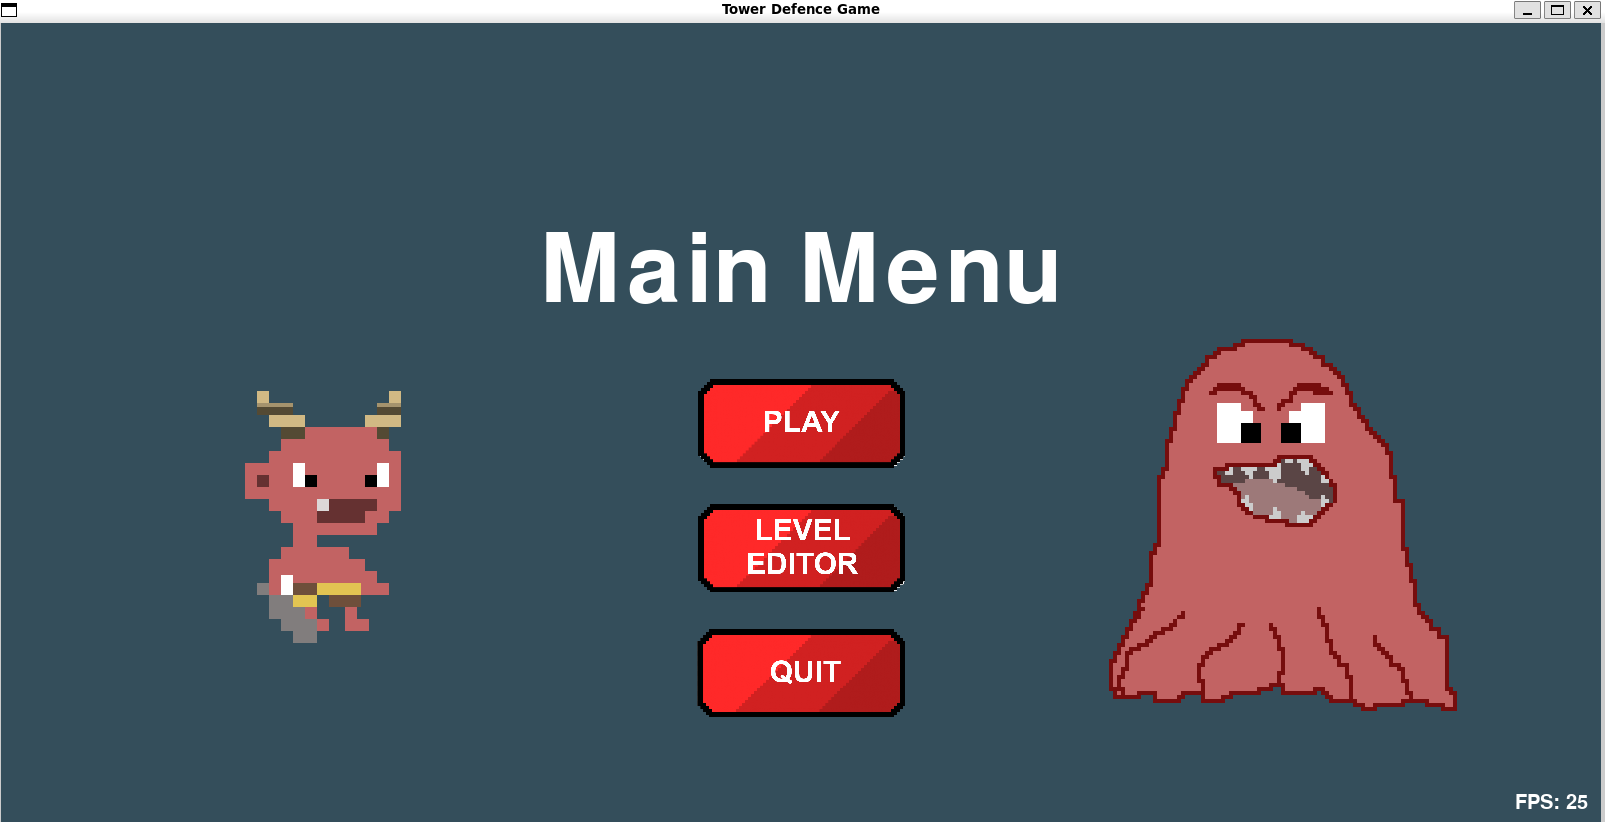 Tower Defence Game
Main Menu
PLAY
LEVEL
EDITOR
QUIT
FPS: 25